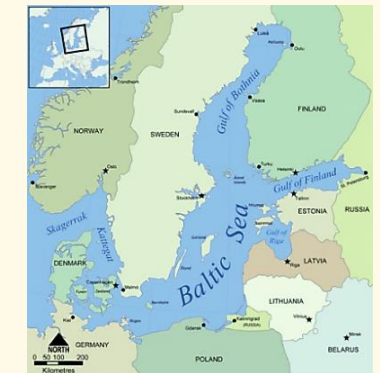 Luleå
Oulu
Trondheim
Gulf of Bothnia
Vaasa
Sundsvall
FINLAND
NORWAY
SWEDEN
Oslo
Turku
Helsinki
St. Petersburg
Gulf of Finland
Stavanger
Stockholm
Tallinn
ESTONIA
RUSSIA
Skagerrak
Kattegat
Baltic Sea
Gulf of
Riga
Riga
LATVIA
DENMARK
Copenhagen
Malmö
LITHUANIA
Vilnius
Kiel
Gdansk
Kaliningrad
(RUSSIA)
Minsk
NORTH
GERMANY
POLAND
BELARUS
0 50 100 200
Kilometres